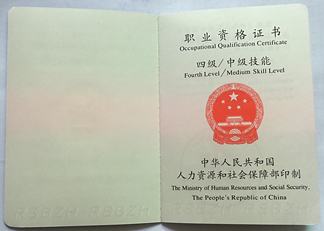 职业资格证书
Occupational Qualification Certificate
四级/中级技能
Fourth Level/Medium Skill Level
中华人民共和国
人力资源和社会保障部印制
The Ministry of Human Resources and Social Security,
The People's Republic of China